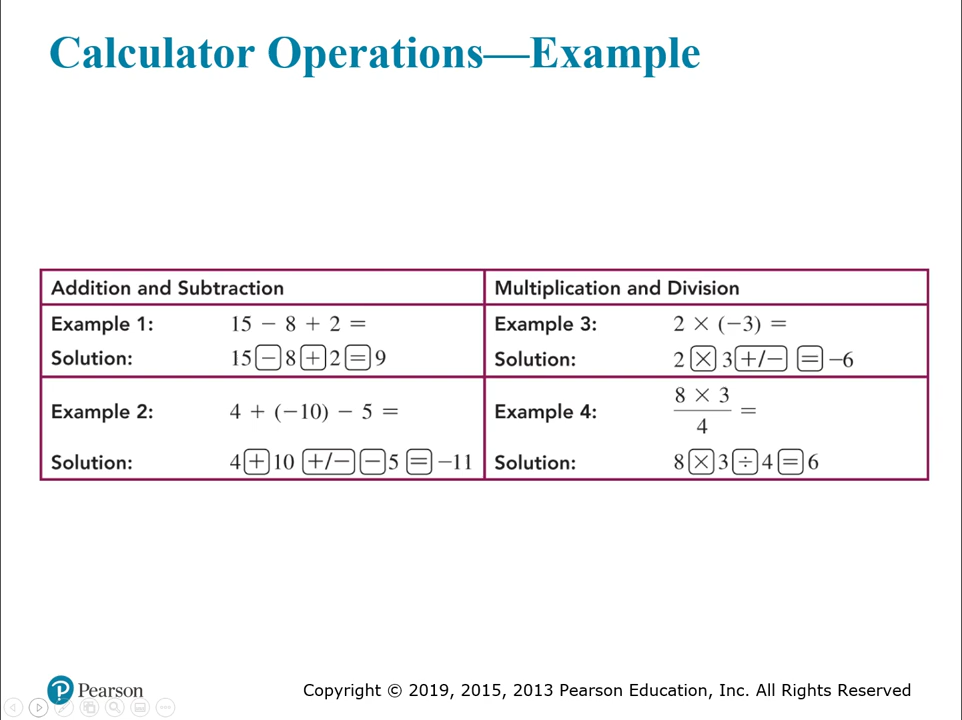 Calculator Operations—Example
Addition and Subtraction
Example 1: 15 − 8 + 2 =
Solution: 15 − 8 + 2 = 9
Example 2: 4 + (−10) − 5 =
Solution: 4 + 10 +/− − 5 = −11
Multiplication and Division
Example 3: 2 × (−3) =
Solution: 2 × 3 +/− = −6
Example 4: 8 × 3 / 4 =
Solution: 8 × 3 ÷ 4 = 6
Pearson
Copyright © 2019, 2015, 2013 Pearson Education, Inc. All Rights Reserved